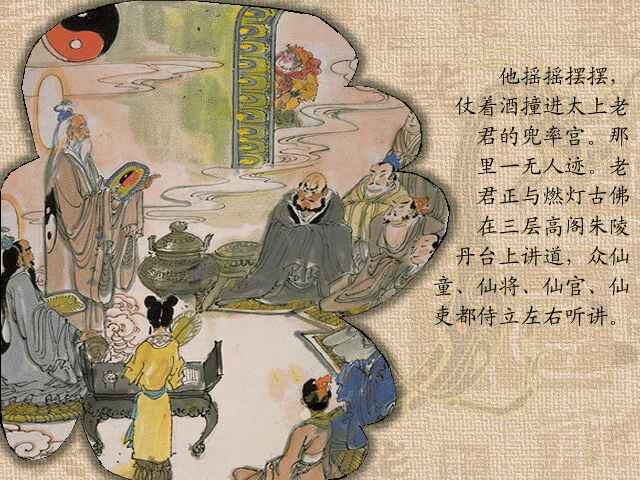 他摇摇摆摆，
仗着酒撞进太上老
君的兜率宫。那
里一无人迹。老
君正与燃灯古佛
在三层高阁朱陵
丹台上讲道，众仙
童、仙将、仙官、仙
吏都侍立左右听讲。